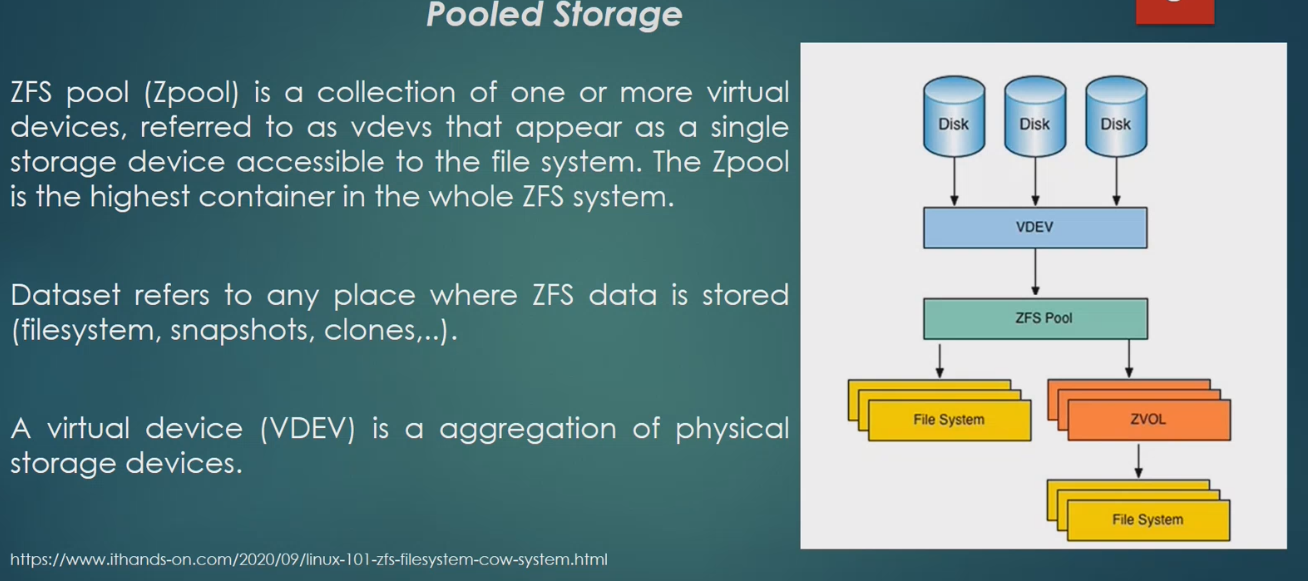 Pooled Storage
ZFS pool (Zpool) is a collection of one or more virtual
devices, referred to as vdevs that appear as a single
storage device accessible to the file system. The Zpool
is the highest container in the whole ZFS system.
Dataset refers to any place where ZFS data is stored
(filesystem, snapshots, clones,..).
A virtual device (VDEV) is a aggregation of physical
storage devices.
https://www.ithands-on.com/2020/09/linux-101-zfs-filesystem-cow-system.html
Disk
Disk
Disk
VDEV
ZFS Pool
File System
ZVOL
File System